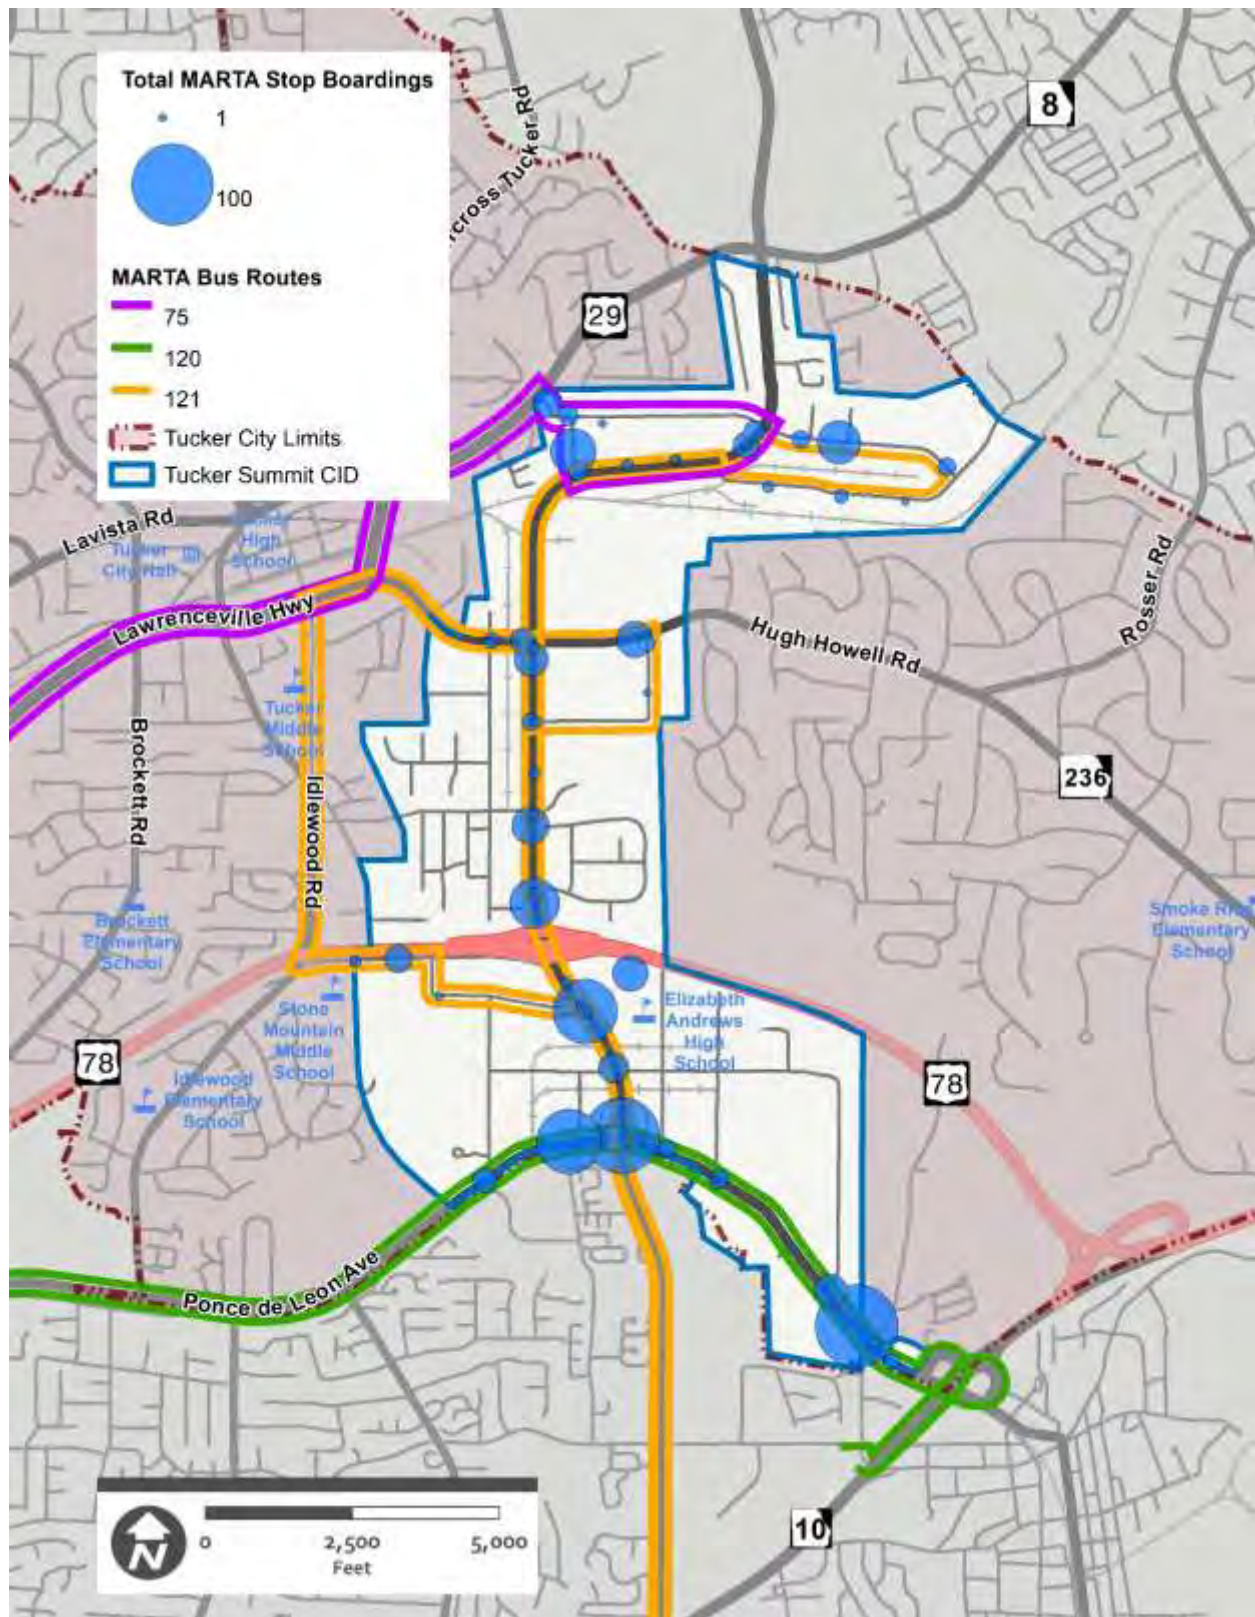 Total MARTA Stop Boardings
1
100
MARTA Bus Routes
75
120
121
Tucker City Limits
Tucker Summit CID
rcross Tucker Rd
8
29
Lavista Rd
Tucker
City Hall
High
School
Lawrenceville Hwy
Hugh Howell Rd
Rosser Rd
Tucker
Middle
School
Brockett Rd
Idlewood Rd
236
Brockett
Elementary
School
Smoke Rise
Elementary
School
Stone
Mountain
Middle
School
Elizabeth
Andrews
High
School
78
Idlewood
Elementary
School
78
Ponce de Leon Ave
10
N
0
2,500
5,000
Feet